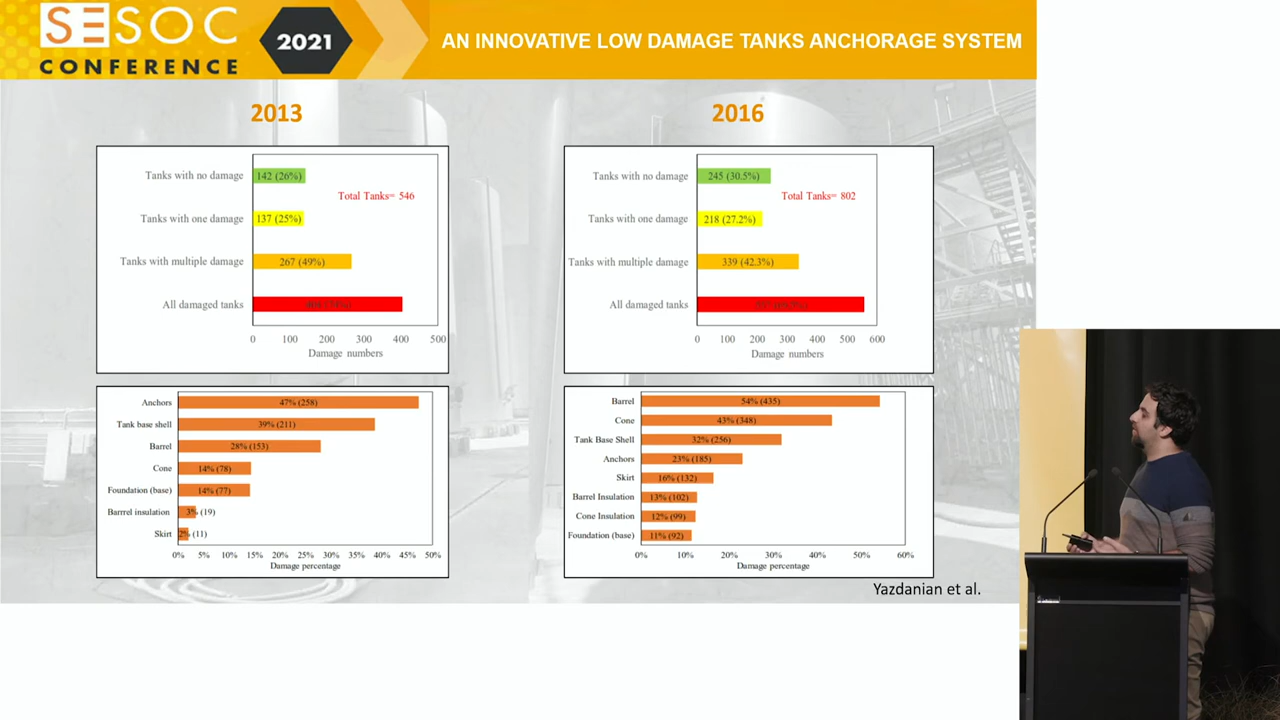 SESOC
CONFERENCE
2021
AN INNOVATIVE LOW DAMAGE TANKS ANCHORAGE SYSTEM
2013
Tanks with no damage 142 (26%)
Total Tanks= 546
Tanks with one damage 137 (25%)
Tanks with multiple damage 267 (49%)
All damaged tanks
0 100 200 300 400 500
Damage numbers
Anchors 47% (258)
Tank base shell 39% (211)
Barrel 28% (153)
Cone 14% (78)
Foundation (base) 14% (77)
Barrrel insulation 3% (19)
Skirt 2% (11)
0% 5% 10% 15% 20% 25% 30% 35% 40% 45% 50%
Damage percentage
2016
Tanks with no damage 245 (30.5%)
Total Tanks= 802
Tanks with one damage 218 (27.2%)
Tanks with multiple damage 339 (42.3%)
All damaged tanks
0 100 200 300 400 500 600
Damage numbers
Barrel 54% (435)
Cone 43% (348)
Tank Base Shell 32% (256)
Anchors 23% (185)
Skirt 16% (132)
Barrel Insulation 13% (102)
Cone Insulation 12% (99)
Foundation (base) 11% (92)
0% 10% 20% 30% 40% 50% 60%
Damage percentage
Yazdanian et al.